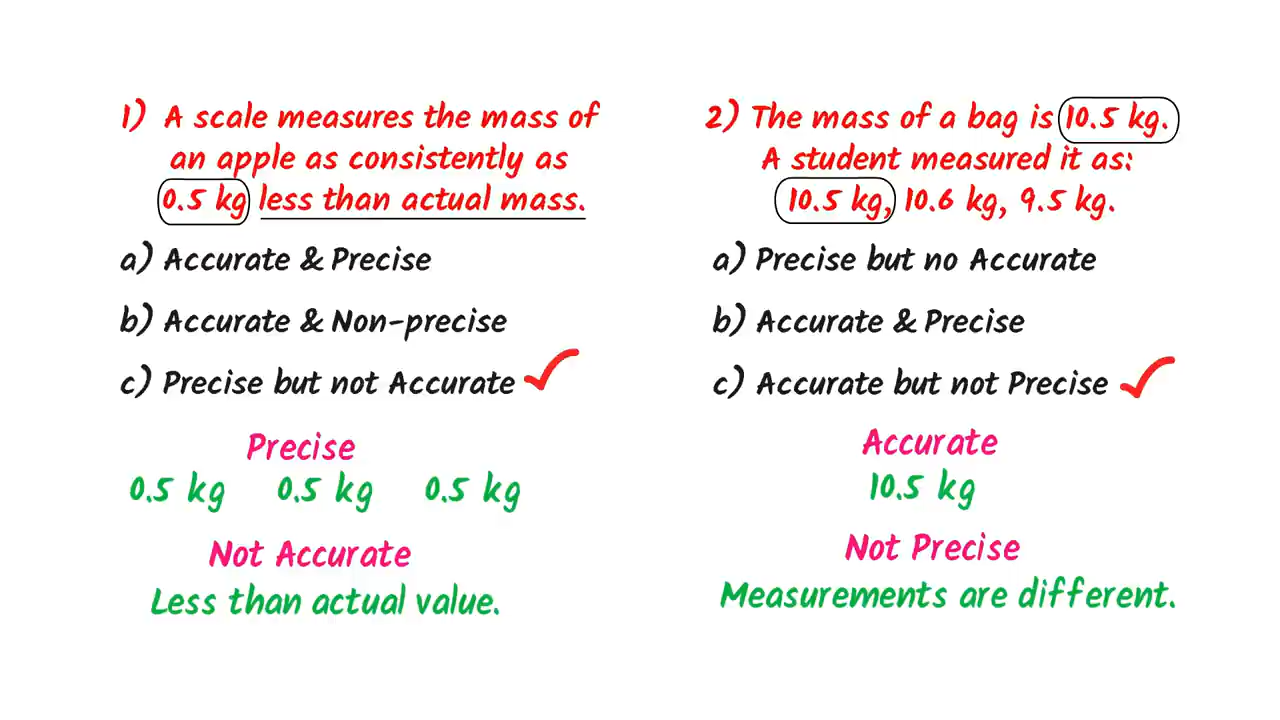 1) A scale measures the mass of
an apple as consistently as
0.5 kg less than actual mass.
a) Accurate & Precise
b) Accurate & Non-precise
c) Precise but not Accurate
Precise
0.5 kg 0.5 kg 0.5 kg
Not Accurate
Less than actual value.
2) The mass of a bag is 10.5 kg.
A student measured it as:
10.5 kg, 10.6 kg, 9.5 kg.
a) Precise but no Accurate
b) Accurate & Precise
c) Accurate but not Precise
Accurate
10.5 kg
Not Precise
Measurements are different.